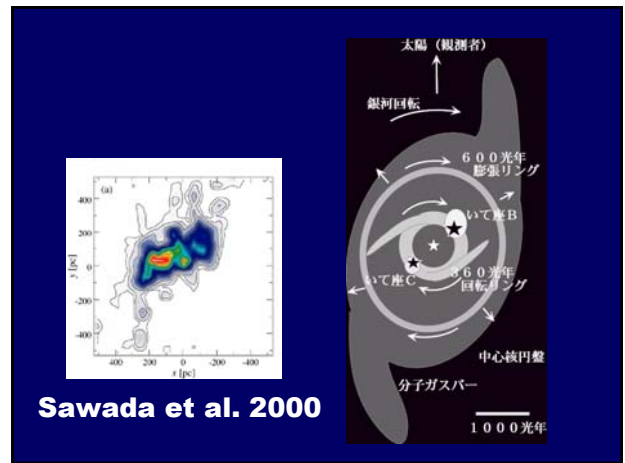 (a)
400
200
0
-200
-400
y [pc]
400
200
0
-200
-400
x [pc]
Sawada et al. 2000
太陽（観測者）
銀河回転
６００光年
膨張リング
いて座B
いて座C
３６０光年
回転リング
中心核円盤
分子ガスバー
１０００光年